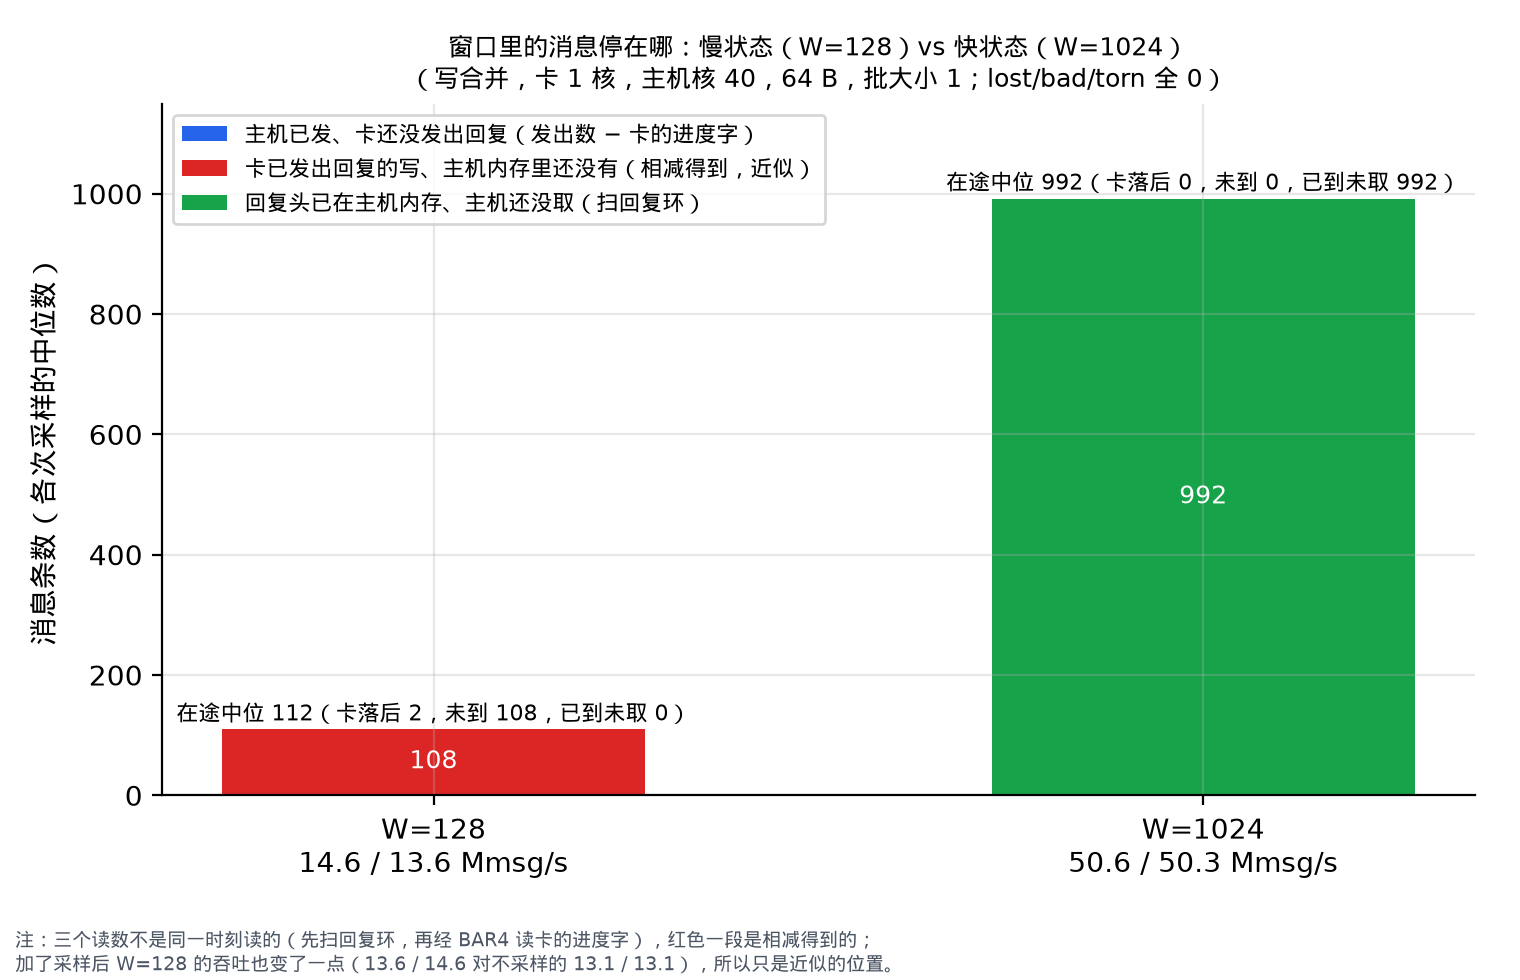 窗口里的消息停在哪：慢状态（W=128）vs 快状态（W=1024）
（写合并，卡 1 核，主机核 40，64 B，批大小 1；lost/bad/torn 全 0）
主机已发、卡还没发出回复（发出数 − 卡的进度字）
卡已发出回复的写、主机内存里还没有（相减得到，近似）
回复头已在主机内存、主机还没取（扫回复环）
消息条数（各次采样的中位数）
1000
800
600
400
200
0
在途中位 992（卡落后 0，未到 0，已到未取 992）
992
在途中位 112（卡落后 2，未到 108，已到未取 0）
108
W=128
14.6 / 13.6 Mmsg/s
W=1024
50.6 / 50.3 Mmsg/s
注：三个读数不是同一时刻读的（先扫回复环，再经 BAR4 读卡的进度字），红色一段是相减得到的；
加了采样后 W=128 的吞吐也变了一点（13.6 / 14.6 对不采样的 13.1 / 13.1），所以只是近似的位置。